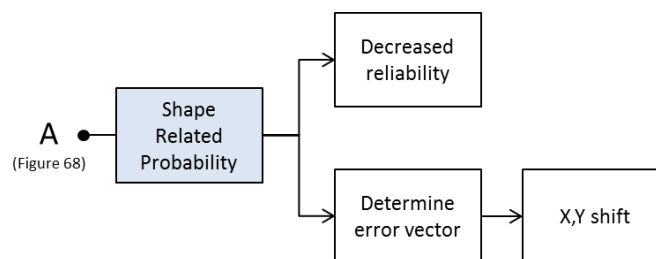 A
(Figure 68)
Shape
Related
Probability
Decreased
reliability
Determine
error vector
X,Y shift